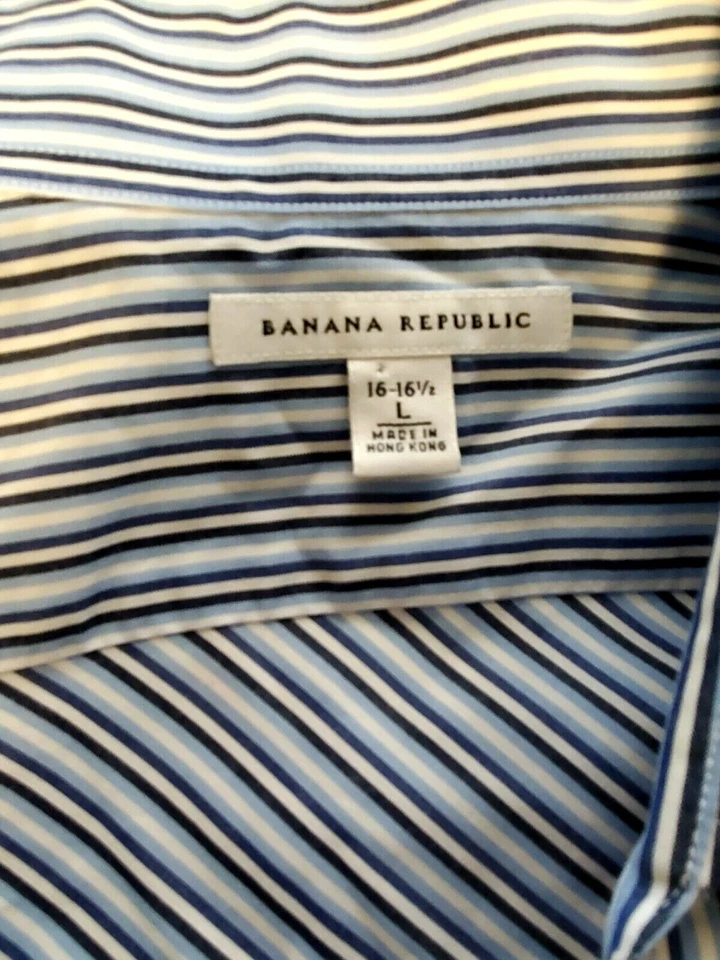 BANANA REPUBLIC
16-16½
L
MADE IN
HONG KONG